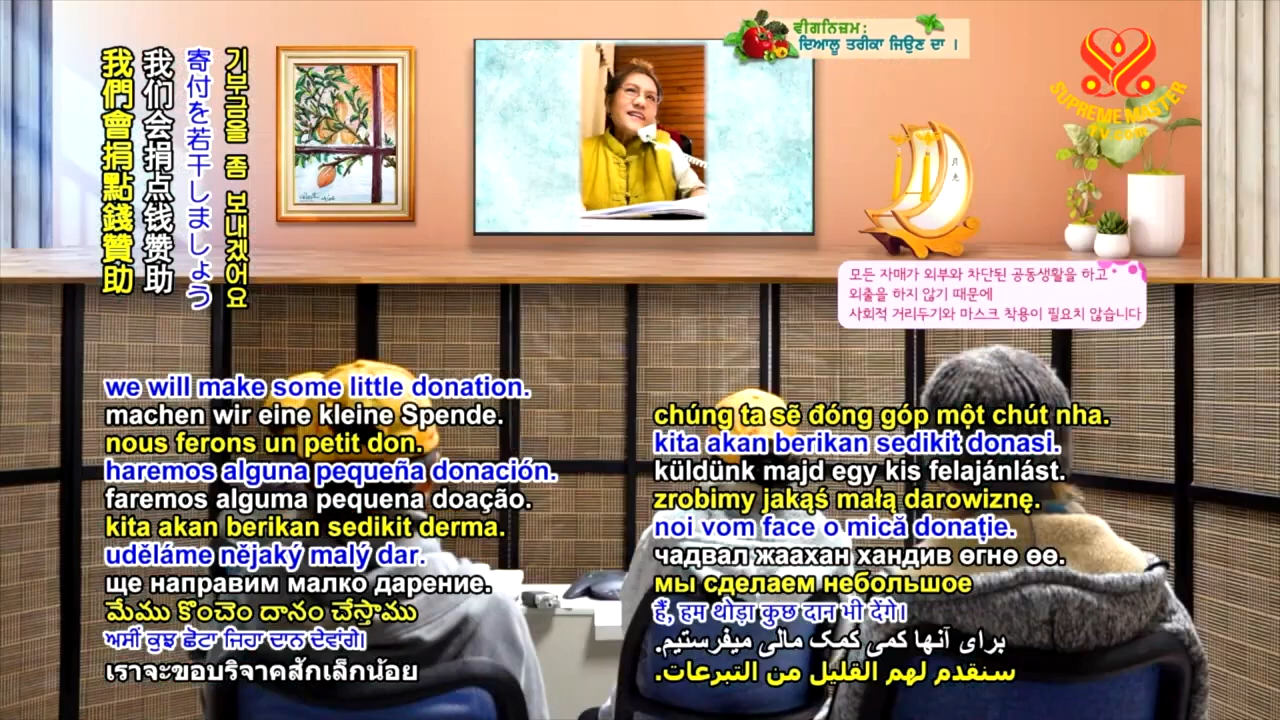 我們會捐點錢贊助
我们会捐点钱赞助
寄付を若干しましょう
기부금을 좀 보내겠어요
ਵੀਗਨਿਜ਼ਮ:
ਦਿਆਲੂ ਤਰੀਕਾ ਜਿਉਣ ਦਾ ।
SUPREME MASTER
TV.com
月光
모든 자매가 외부와 차단된 공동생활을 하고
외출을 하지 않기 때문에
사회적 거리두기와 마스크 착용이 필요치 않습니다
we will make some little donation.
machen wir eine kleine Spende.
nous ferons un petit don.
haremos alguna pequeña donación.
faremos alguma pequena doação.
kita akan berikan sedikit derma.
uděláme nějaký malý dar.
ще направим малко дарение.
మేము కొంచెం దానం చేస్తాము
ਅਸੀਂ ਕੁਝ ਛੋਟਾ ਜਿਹਾ ਦਾਨ ਦੇਵਾਂਗੇ।
เราจะขอบริจาคสักเล็กน้อย
chúng ta sẽ đóng góp một chút nha.
kita akan berikan sedikit donasi.
küldünk majd egy kis felajánlást.
zrobimy jakąś małą darowiznę.
noi vom face o mică donație.
чадвал жаахан хандив өгнө өө.
мы сделаем небольшое
हैं, हम थोड़ा कुछ दान भी देंगे।
برای آنها کمی کمک مالی میفرستیم.
سنقدم لهم القليل من التبرعات.